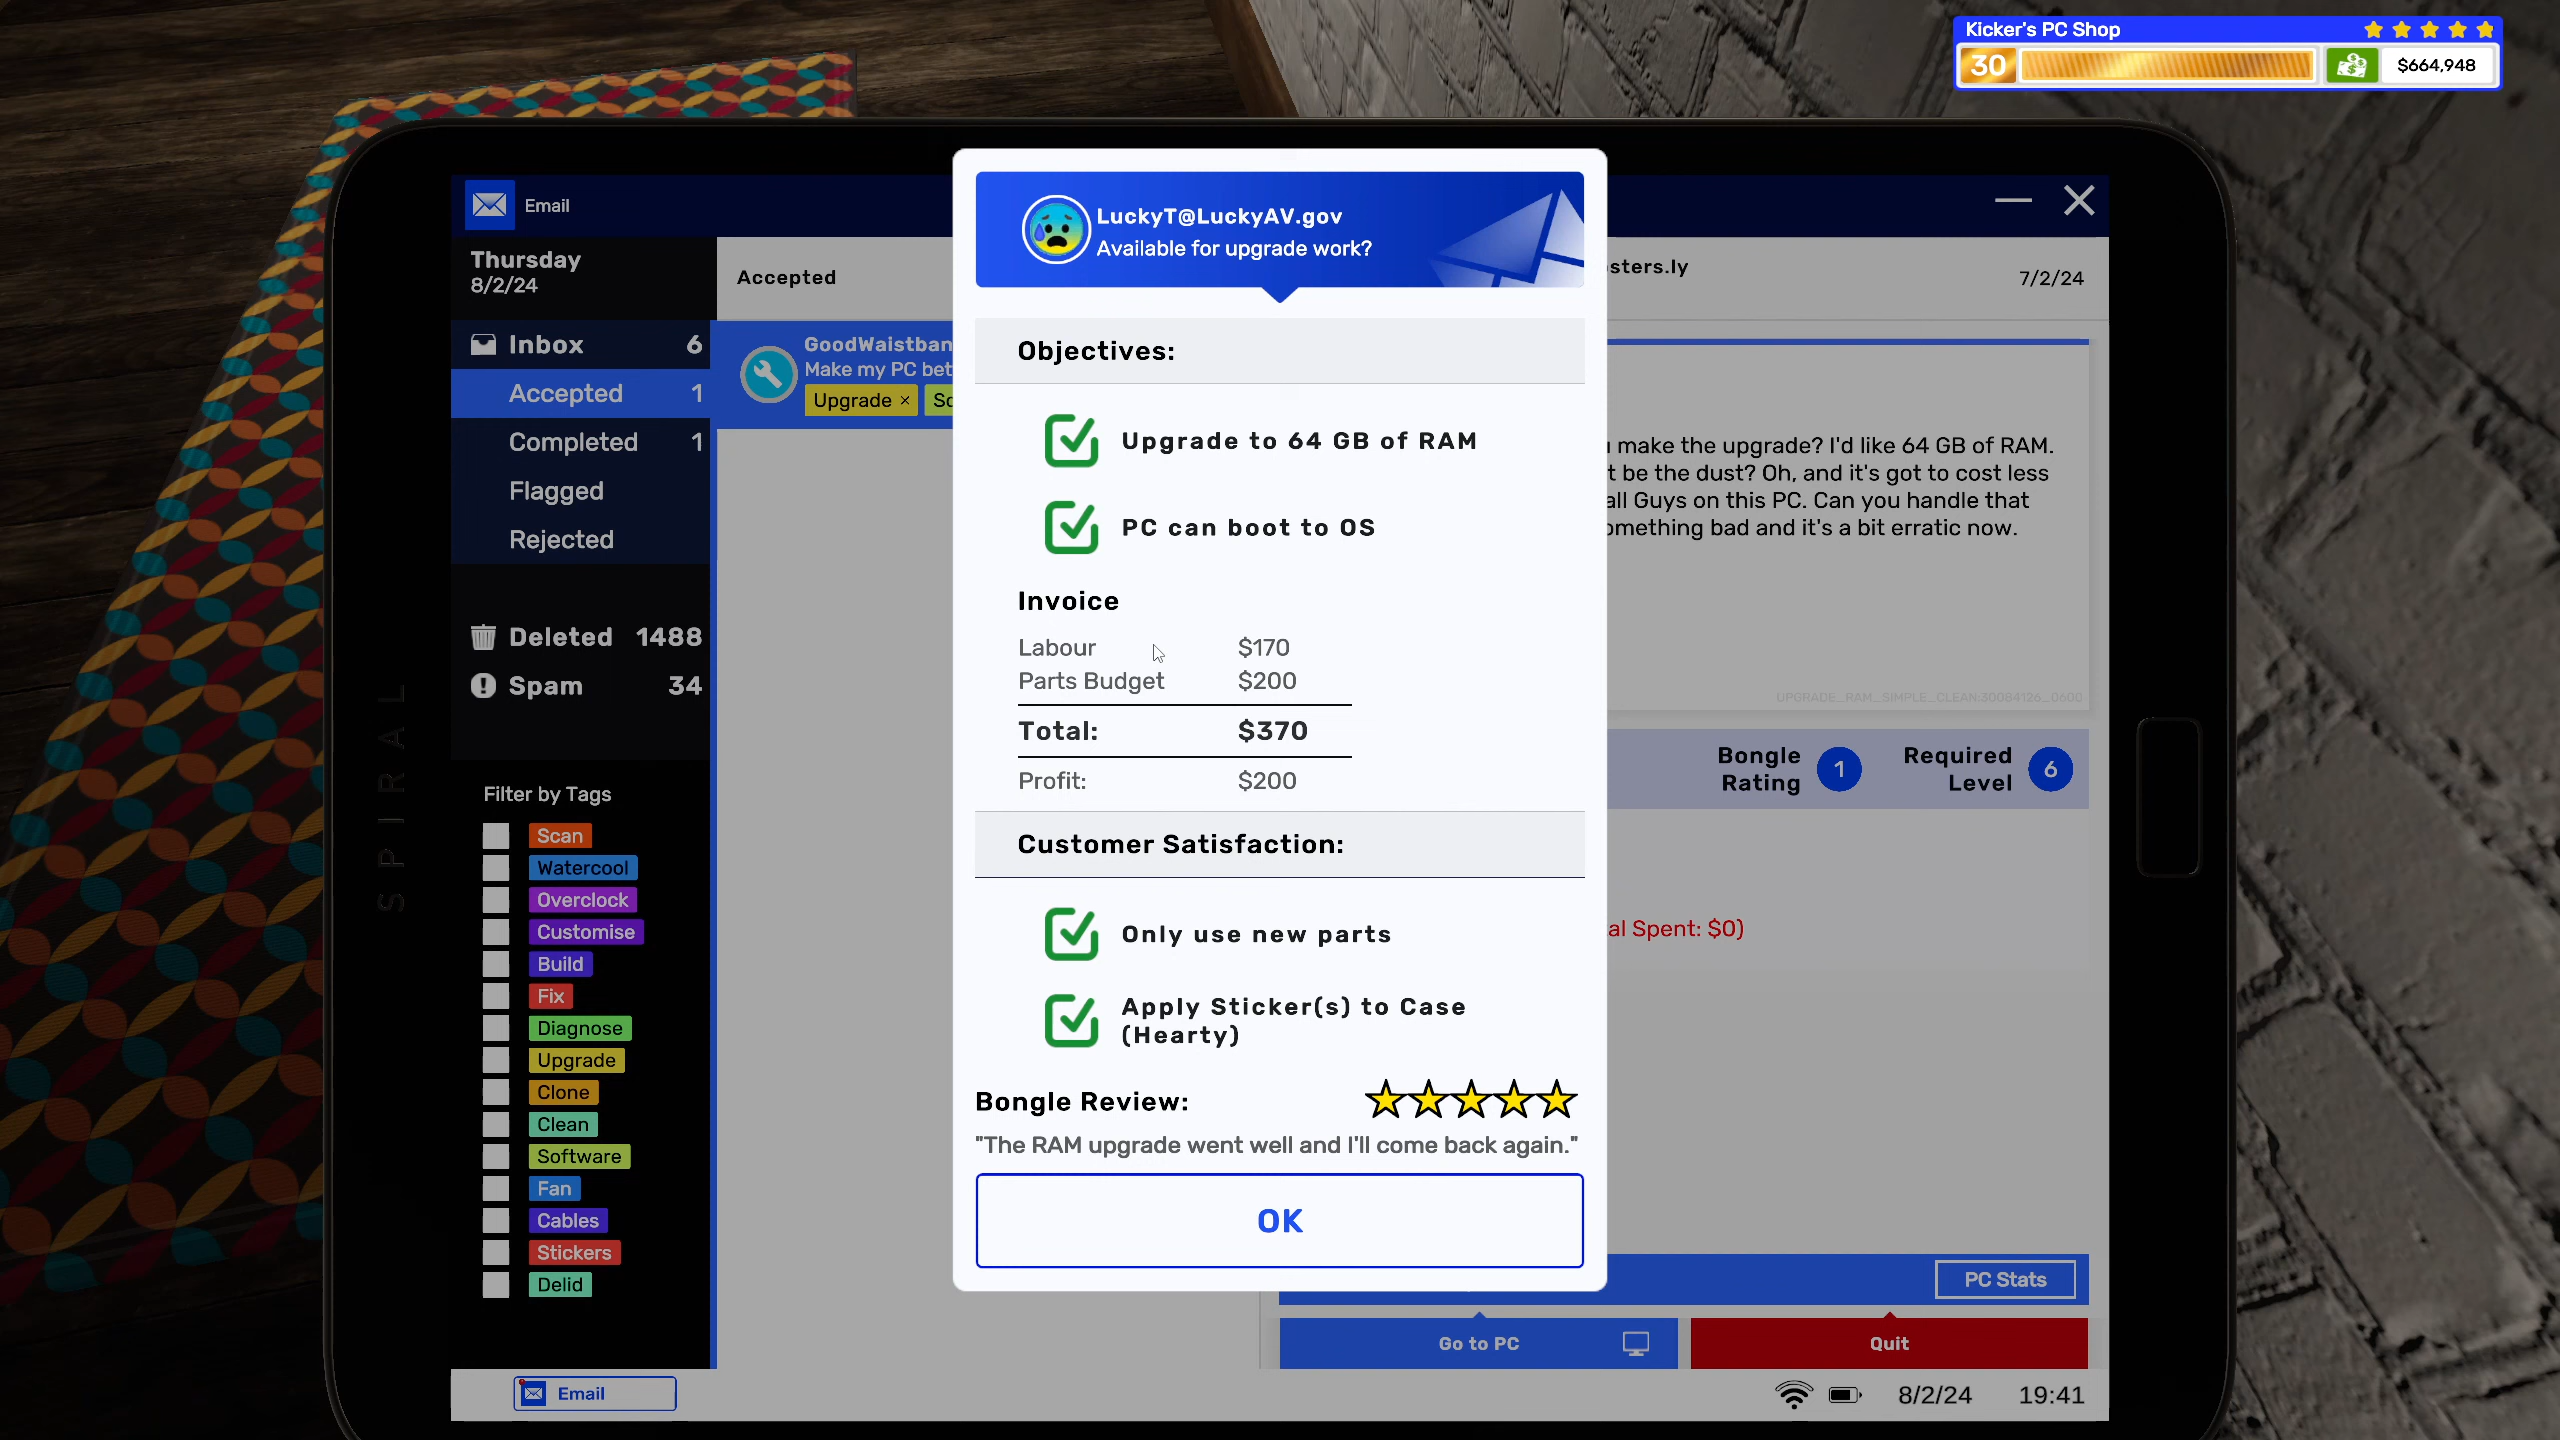 Kicker's PC Shop
30
$664,948
Email
Thursday
8/2/24
Inbox 6
Accepted 1
Completed 1
Flagged
Rejected
Deleted 1488
Spam 34
Filter by Tags
Scan
Watercool
Overclock
Customise
Build
Fix
Diagnose
Upgrade
Clone
Clean
Software
Fan
Cables
Stickers
Delid
Accepted
GoodWaistban
Make my PC bet
Upgrade ×
LuckyT@LuckyAV.gov
Available for upgrade work?
Objectives:
Upgrade to 64 GB of RAM
PC can boot to OS
Invoice
Labour $170
Parts Budget $200
Total: $370
Profit: $200
Customer Satisfaction:
Only use new parts
Apply Sticker(s) to Case
(Hearty)
Bongle Review:
"The RAM upgrade went well and I'll come back again."
OK
sters.ly
7/2/24
make the upgrade? I'd like 64 GB of RAM.
t be the dust? Oh, and it's got to cost less
all Guys on this PC. Can you handle that
omething bad and it's a bit erratic now.
UPGRADE_RAM_SIMPLE_CLEAN:30084126_0600
Bongle
Rating 1
Required
Level 6
al Spent: $0)
PC Stats
Go to PC
Quit
Email
8/2/24
19:41
SPIRAL